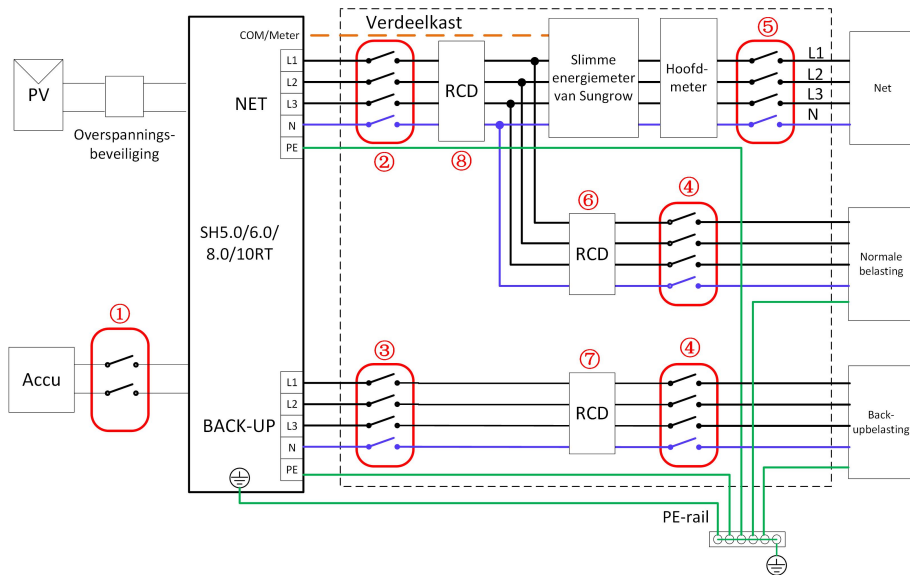 Verdeelkast
COM/Meter
⑤
L1
L2
L3
N
PE
NET
PV
Overspannings-
beveiliging
RCD
Slimme
energiemeter
van Sungrow
Hoofd-
meter
L1
L2
L3
N
Net
②
⑧
⑥
④
SH5.0/6.0/
8.0/10RT
RCD
Normale
belasting
①
Accu
③
⑦
④
L1
L2
L3
N
PE
BACK-UP
RCD
Back-
upbelasting
PE-rail